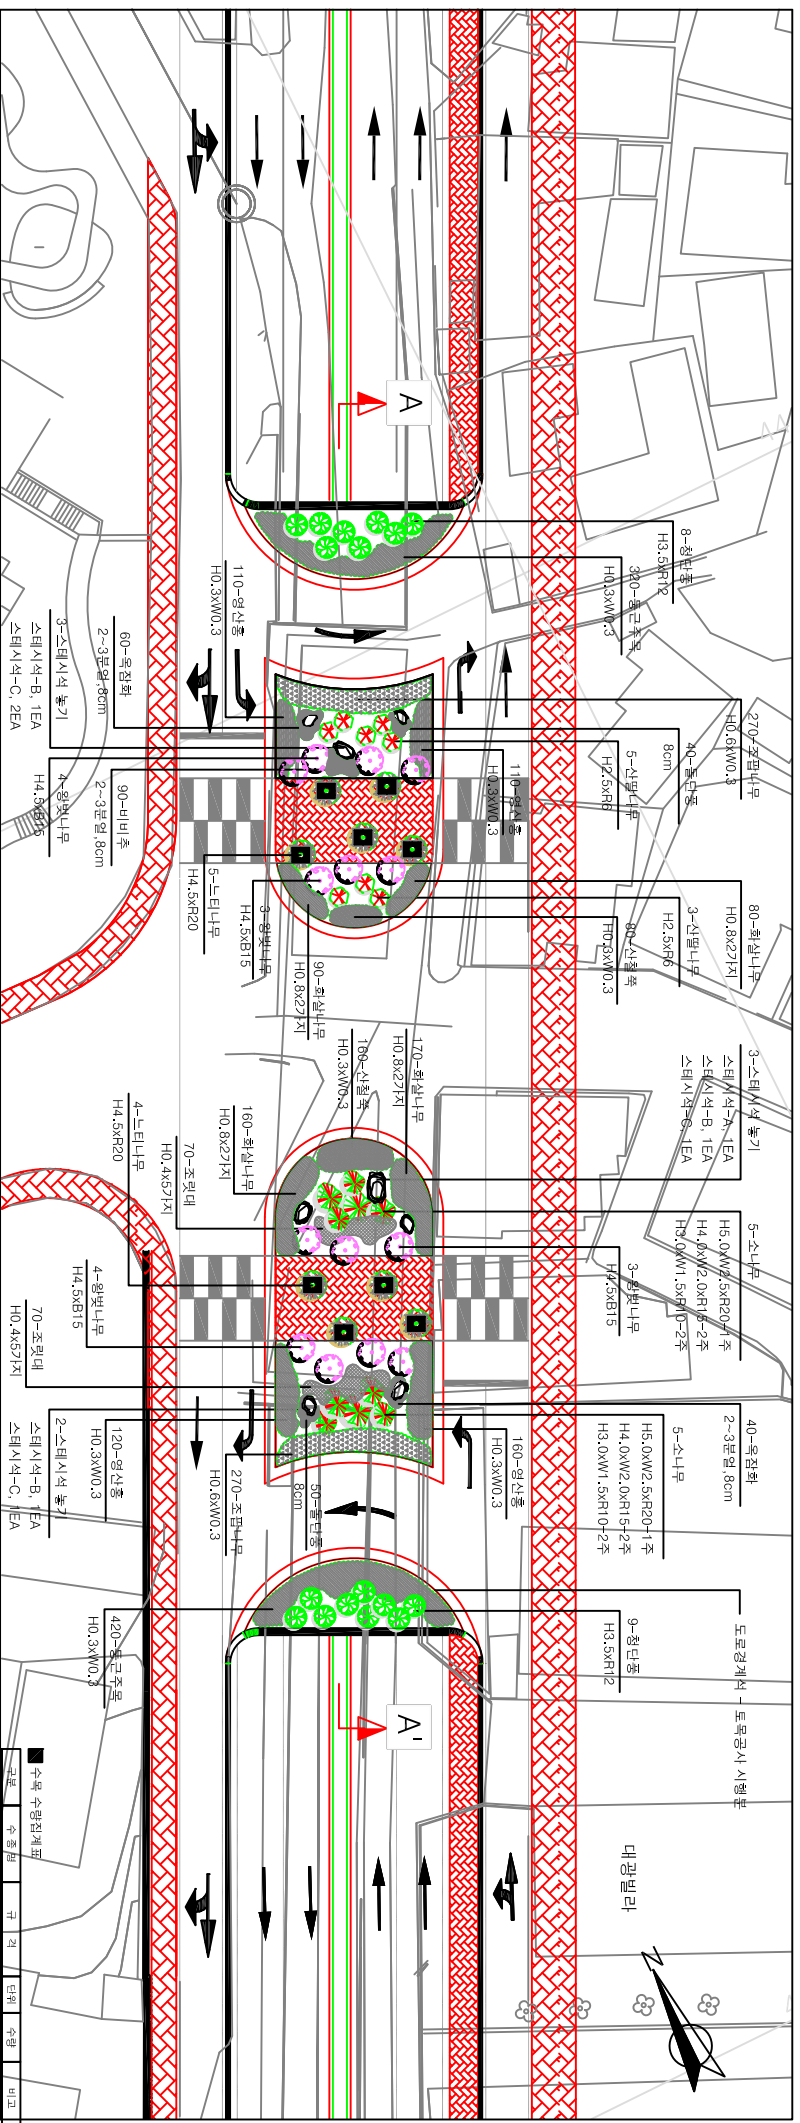 A
8-청단풍
H3.5xR12
320-둥근주목
H0.3xW0.3
110-영산홍
H0.3xW0.3
60-옥잠화
2~3분얼,8cm
3-스테시석 놓기
스테시석-B, 1EA
스테시석-C, 2EA
270-조팝나무
H0.6xW0.3
40-돌단풍
8cm
5-산딸나무
H2.5xR6
110-영산홍
H0.3xW0.3
90-비비추
2~3분얼,8cm
4-왕벚나무
H4.5xB15
80-화살나무
H0.8x2가지
3-산딸나무
H2.5xR6
80-산철쭉
H0.3xW0.3
90-화살나무
H0.8x2가지
3-왕벚나무
H4.5xB15
5-느티나무
H4.5xR20
3-스테시석 놓기
스테시석-A, 1EA
스테시석-B, 1EA
스테시석-C, 1EA
170-화살나무
H0.8x2가지
160-산철쭉
H0.3xW0.3
160-화살나무
H0.8x2가지
70-조릿대
H0.4x5가지
4-느티나무
H4.5xR20
5-소나무
H5.0xW2.5xR20-1주
H4.0xW2.0xR15-2주
H3.0xW1.5xR10-2주
3-왕벚나무
H4.5xB15
4-왕벚나무
H4.5xB15
70-조릿대
H0.4x5가지
40-옥잠화
2~3분얼,8cm
5-소나무
H5.0xW2.5xR20-1주
H4.0xW2.0xR15-2주
H3.0xW1.5xR10-2주
160-영산홍
H0.3xW0.3
50-돌단풍
8cm
270-조팝나무
H0.6xW0.3
120-영산홍
H0.3xW0.3
2-스테시석 놓기
스테시석-B, 1EA
스테시석-C, 1EA
도로경계석 - 토목공사 시행분
9-청단풍
H3.5xR12
420-둥근주목
H0.3xW0.3
A'
대광빌라
N
44
수목 수량집계표
구분 수종명 규 격 단위 수량 비고